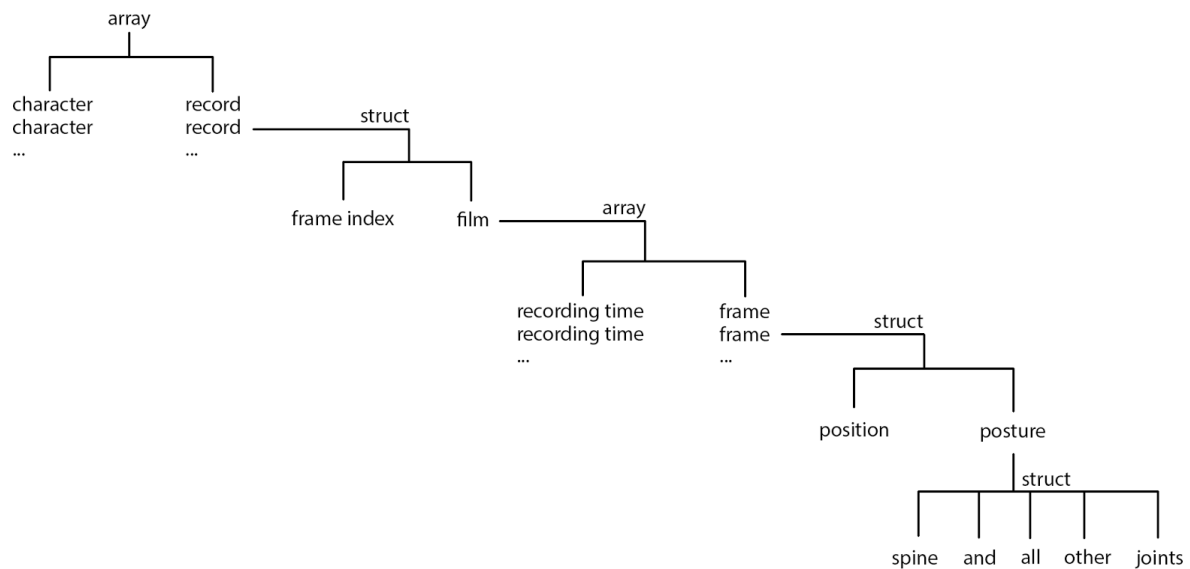 array
character record
character record
... ...
struct
frame index film
array
recording time frame
recording time frame
... ...
struct
position posture
struct
spine and all other joints